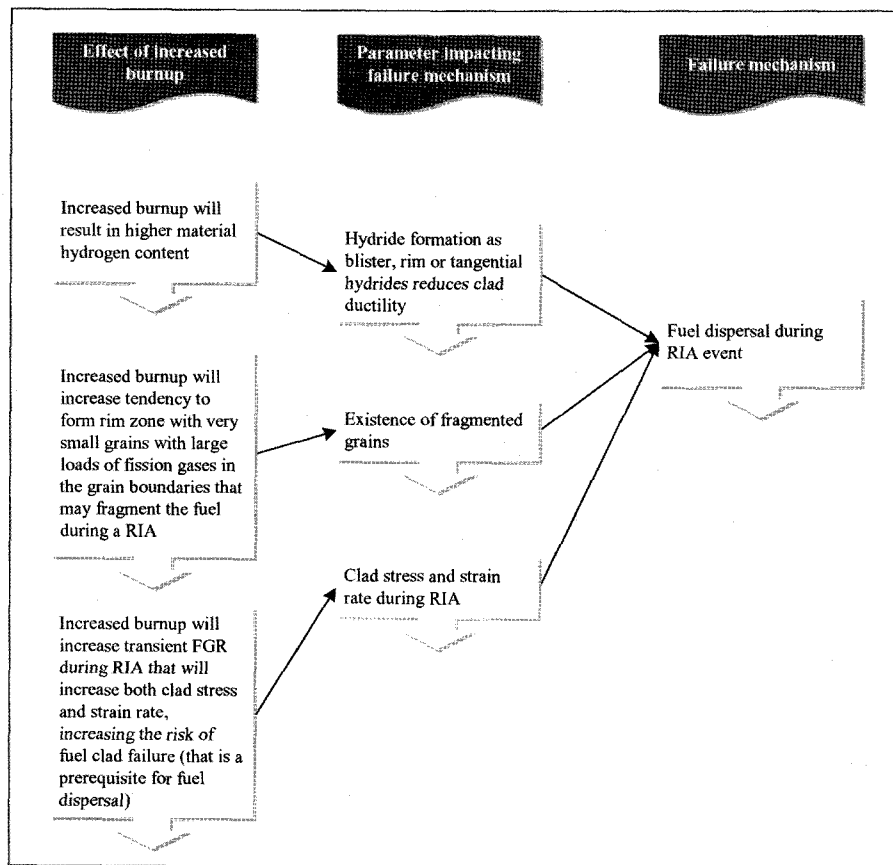 Effect of increased
burnup
Parameter impacting
failure mechanism
Failure mechanism
Increased burnup will
result in higher material
hydrogen content
Hydride formation as
blister, rim or tangential
hydrides reduces clad
ductility
Fuel dispersal during
RIA event
Increased burnup will
increase tendency to
form rim zone with very
small grains with large
loads of fission gases in
the grain boundaries that
may fragment the fuel
during a RIA
Existence of fragmented
grains
Clad stress and strain
rate during RIA
Increased burnup will
increase transient FGR
during RIA that will
increase both clad stress
and strain rate,
increasing the risk of
fuel clad failure (that is a
prerequisite for fuel
dispersal)